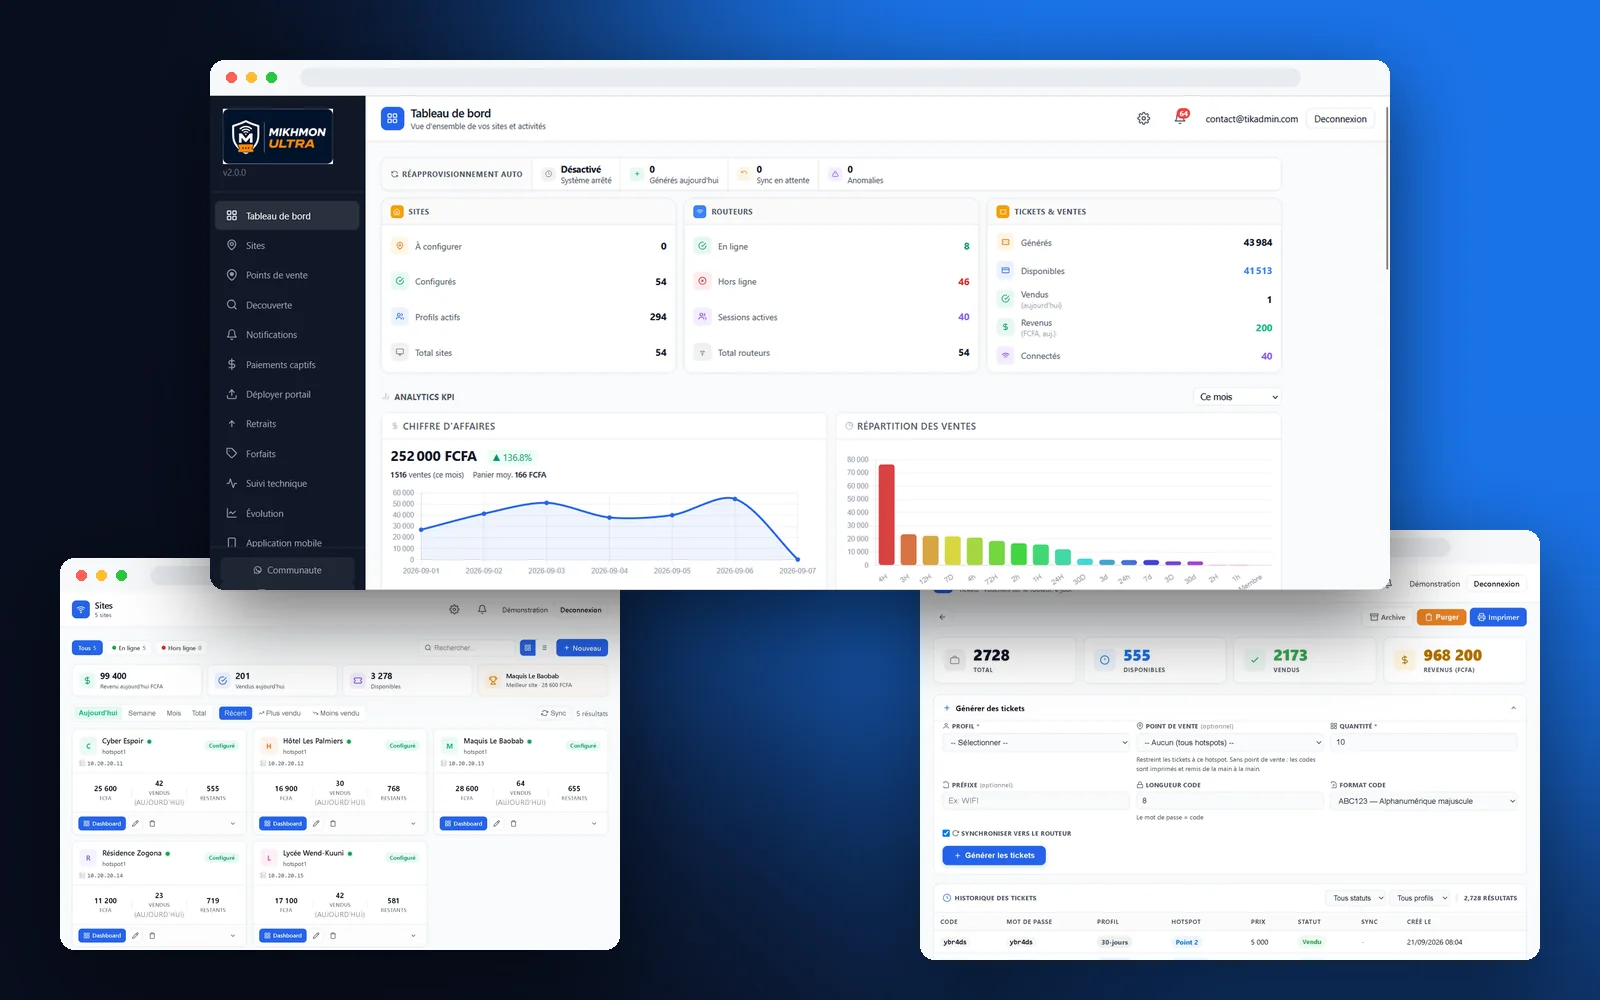 MIKHMON
ULTRA
v2.0.0
Tableau de bord
Sites
Points de vente
Decouverte
Notifications
Paiements captifs
Déployer portail
Retraits
Forfaits
Suivi technique
Évolution
Application mobile
Communaute
Tableau de bord
Vue d'ensemble de vos sites et activités
64
contact@tikadmin.com
Deconnexion
RÉAPPROVISIONNEMENT AUTO
Désactivé
Système arrêté
0
Générés aujourd'hui
0
Sync en attente
0
Anomalies
SITES
À configurer 0
Configurés 54
Profils actifs 294
Total sites 54
ROUTEURS
En ligne 8
Hors ligne 46
Sessions actives 40
Total routeurs 54
TICKETS & VENTES
Générés 43 984
Disponibles 41 513
Vendus 1
(aujourd'hui)
Revenus 200
(FCFA, auj.)
Connectés 40
ANALYTICS KPI
Ce mois
CHIFFRE D'AFFAIRES
252 000 FCFA ▲ 136.8%
1516 ventes (ce mois) Panier moy. 166 FCFA
60 000
50 000
40 000
30 000
20 000
10 000
0
2026-09-01 2026-09-02 2026-09-03 2026-09-04 2026-09-05 2026-09-06 2026-09-07
RÉPARTITION DES VENTES
80 000
70 000
60 000
50 000
40 000
30 000
20 000
10 000
0
4H 3H 12H 7D 4h 72H 2h 1H 24H 30D 3d 24h 7d 3D 30d 2H 1h Membre
Sites
5 sites
Démonstration
Deconnexion
Tous 5
En ligne 5
Hors ligne 0
Rechercher...
+ Nouveau
99 400
Revenu aujourd'hui FCFA
201
Vendus aujourd'hui
3 278
Disponibles
Maquis Le Baobab
Meilleur site · 28 600 FCFA
Aujourd'hui Semaine Mois Total Récent Plus vendu Moins vendu Sync 5 résultats
C Cyber Espoir Configuré
hotspot1
10.20.20.11
25 600 42 555
FCFA VENDUS RESTANTS
(AUJOURD'HUI)
Dashboard
H Hôtel Les Palmiers Configuré
hotspot1
10.20.20.12
16 900 30 768
FCFA VENDUS RESTANTS
(AUJOURD'HUI)
Dashboard
M Maquis Le Baobab Configuré
hotspot1
10.20.20.13
28 600 64 655
FCFA VENDUS RESTANTS
(AUJOURD'HUI)
Dashboard
R Résidence Zogona Configuré
hotspot1
10.20.20.14
11 200 23 719
FCFA VENDUS RESTANTS
(AUJOURD'HUI)
Dashboard
L Lycée Wend-Kuuni Configuré
hotspot1
10.20.20.15
17 100 42 581
FCFA VENDUS RESTANTS
(AUJOURD'HUI)
Dashboard
Démonstration
Deconnexion
Archive
Purger
Imprimer
2728
TOTAL
555
DISPONIBLES
2173
VENDUS
968 200
REVENUS (FCFA)
+ Générer des tickets
PROFIL *
-- Sélectionner --
POINT DE VENTE (optionnel)
-- Aucun (tous hotspots) --
Restreint les tickets à ce hotspot. Sans point de vente : les codes
sont imprimés et remis de la main à la main.
QUANTITÉ *
10
PRÉFIXE (optionnel)
Ex: WIFI
LONGUEUR CODE
8
Le mot de passe = code
FORMAT CODE
ABC123 — Alphanumérique majuscule
SYNCHRONISER VERS LE ROUTEUR
+ Générer les tickets
HISTORIQUE DES TICKETS
Tous statuts
Tous profils
2,728 RÉSULTATS
CODE MOT DE PASSE PROFIL HOTSPOT PRIX STATUT SYNC CRÉÉ LE
ybr4ds ybr4ds 30-jours Point 2 5 000 Vendu - 21/09/2026 08:04